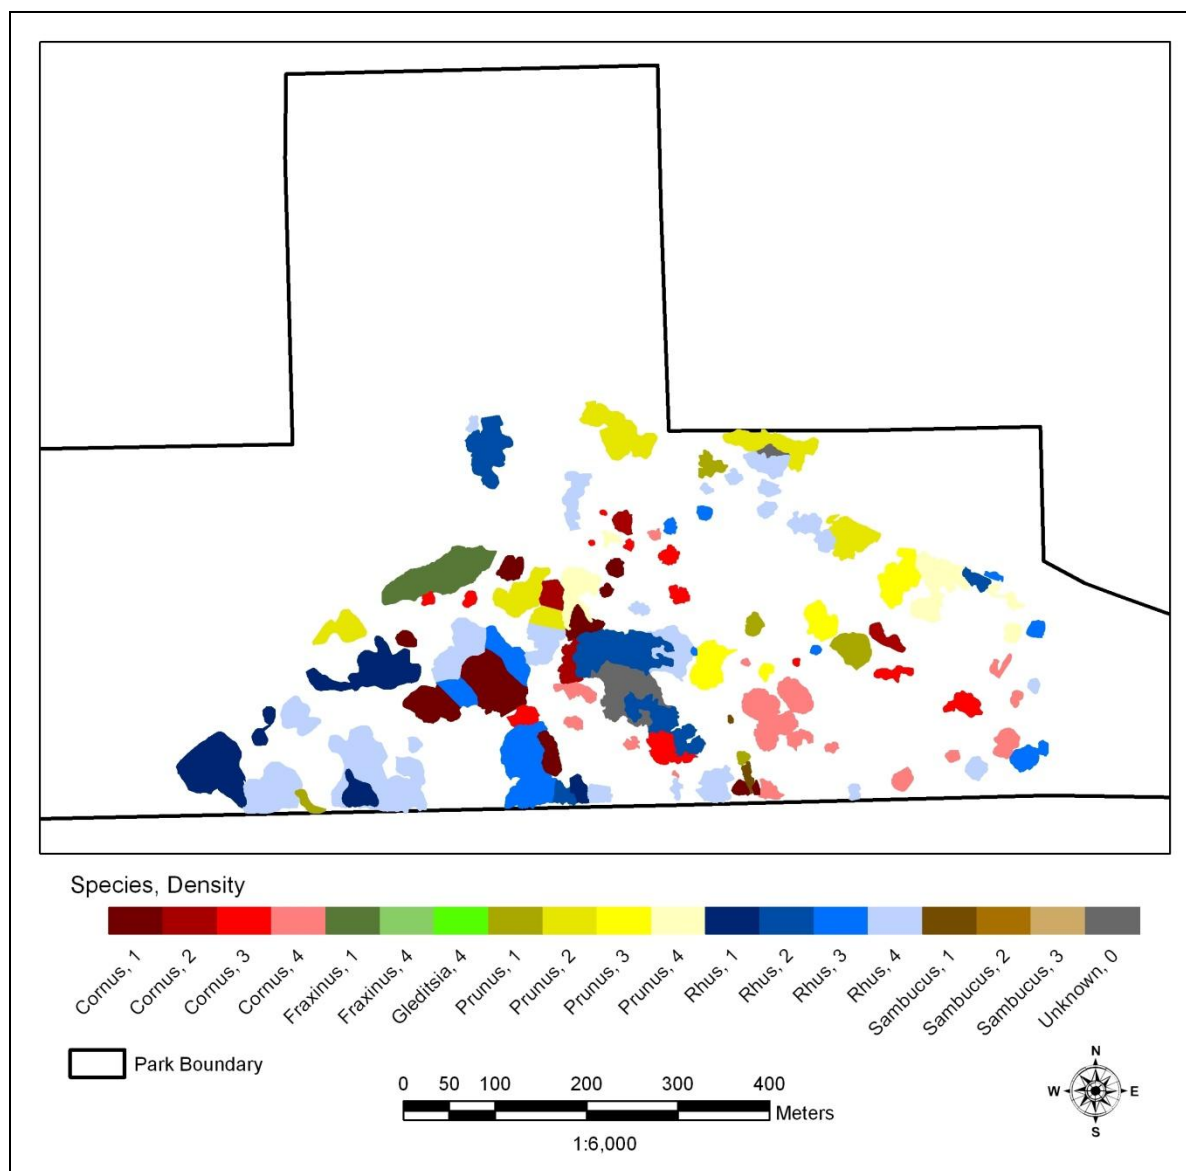 Species, Density
Cornus, 1
Cornus, 2
Cornus, 3
Cornus, 4
Fraxinus, 1
Fraxinus, 4
Gleditsia, 4
Prunus, 1
Prunus, 2
Prunus, 3
Prunus, 4
Rhus, 1
Rhus, 2
Rhus, 3
Rhus, 4
Sambucus, 1
Sambucus, 2
Sambucus, 3
Unknown, 0
Park Boundary
0 50 100 200 300 400
Meters
1:6,000
N
W E
S